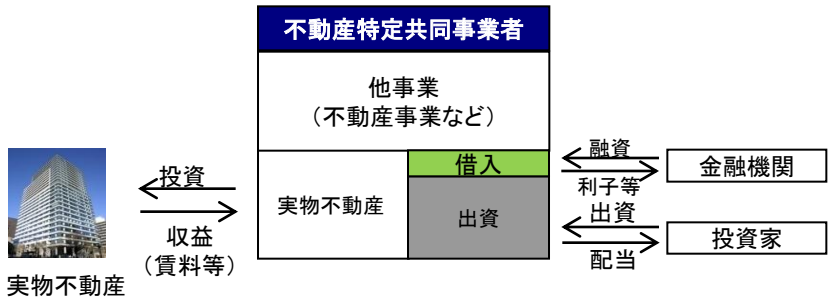 不動産特定共同事業者
他事業
（不動産事業など）
借入
実物不動産
出資
投資
収益
（賃料等）
実物不動産
融資
利子等
金融機関
出資
配当
投資家